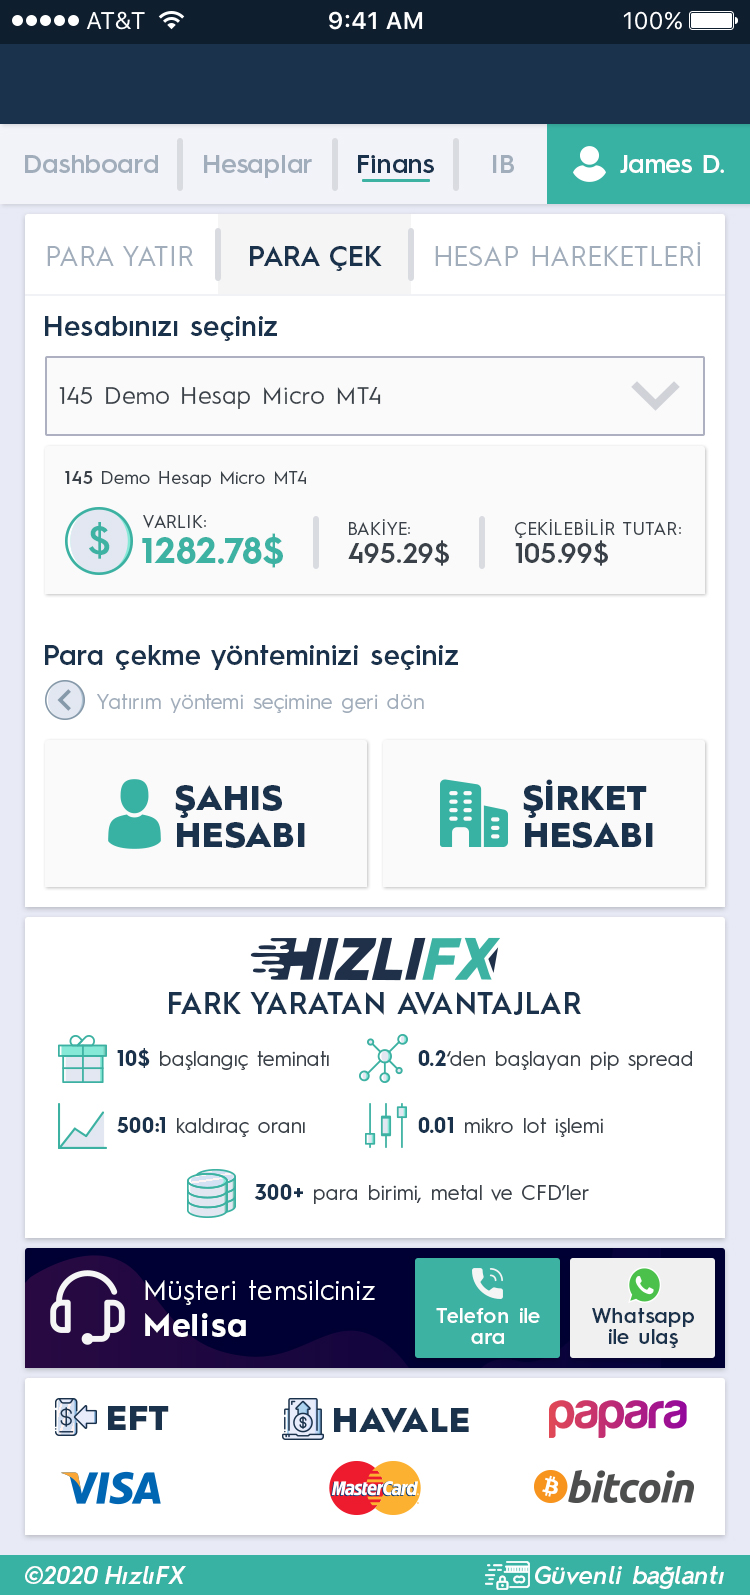 AT&T 9:41 AM 100%
Dashboard Hesaplar Finans IB James D.
PARA YATIR PARA ÇEK HESAP HAREKETLERİ
Hesabınızı seçiniz
145 Demo Hesap Micro MT4
145 Demo Hesap Micro MT4
$ VARLIK: BAKİYE: ÇEKİLEBİLİR TUTAR:
1282.78$ 495.29$ 105.99$
Para çekme yönteminizi seçiniz
Yatırım yöntemi seçimine geri dön
ŞAHIS
HESABI
ŞİRKET
HESABI
HIZLIFX
FARK YARATAN AVANTAJLAR
10$ başlangıç teminatı
0.2'den başlayan pip spread
500:1 kaldıraç oranı
0.01 mikro lot işlemi
300+ para birimi, metal ve CFD'ler
Müşteri temsilciniz
Melisa
Telefon ile
ara
Whatsapp
ile ulaş
EFT HAVALE papara
VISA MasterCard bitcoin
©2020 HızlıFX Güvenli bağlantı